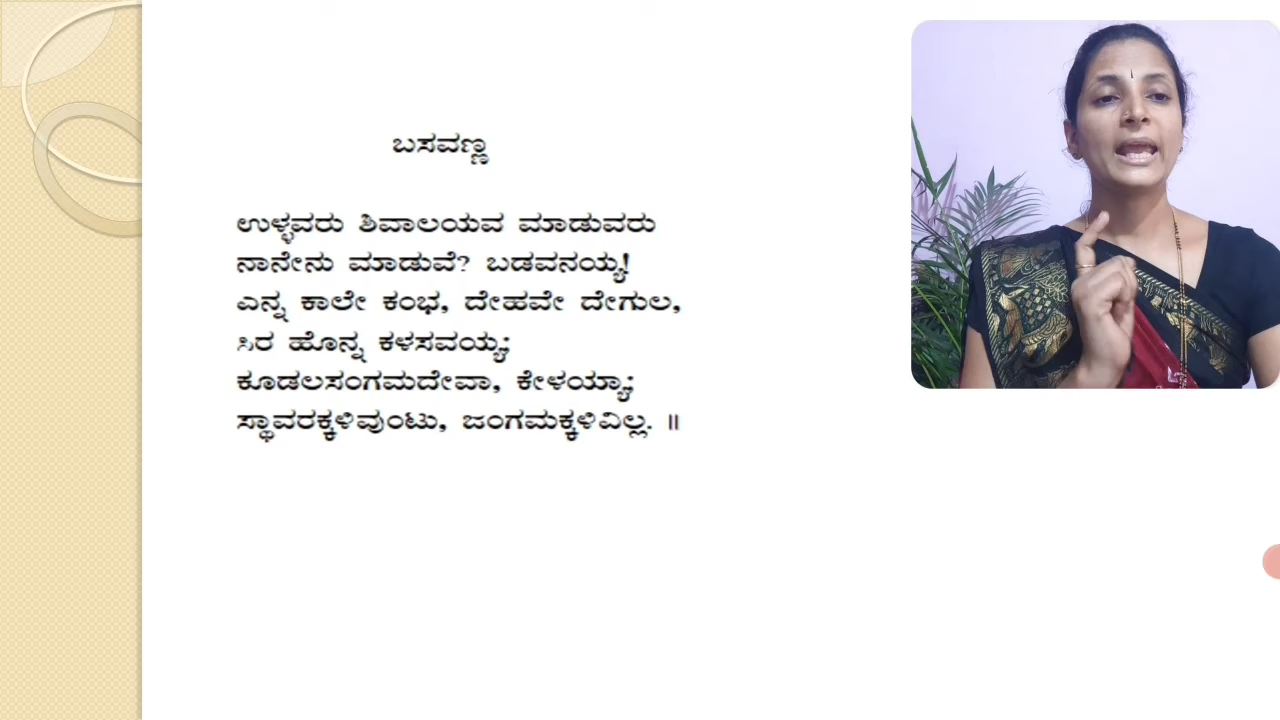 ಬಸವಣ್ಣ
ಉಳ್ಳವರು ಶಿವಾಲಯವ ಮಾಡುವರು
ನಾನೇನು ಮಾಡುವೆ? ಬಡವನಯ್ಯ!
ಎನ್ನ ಕಾಲೇ ಕಂಭ, ದೇಹವೇ ದೇಗುಲ,
ಸಿರ ಹೊನ್ನ ಕಳಸವಯ್ಯ;
ಕೂಡಲಸಂಗಮದೇವಾ, ಕೇಳಯ್ಯಾ;
ಸ್ಥಾವರಕ್ಕಳಿವುಂಟು, ಜಂಗಮಕ್ಕಳಿವಿಲ್ಲ. ॥